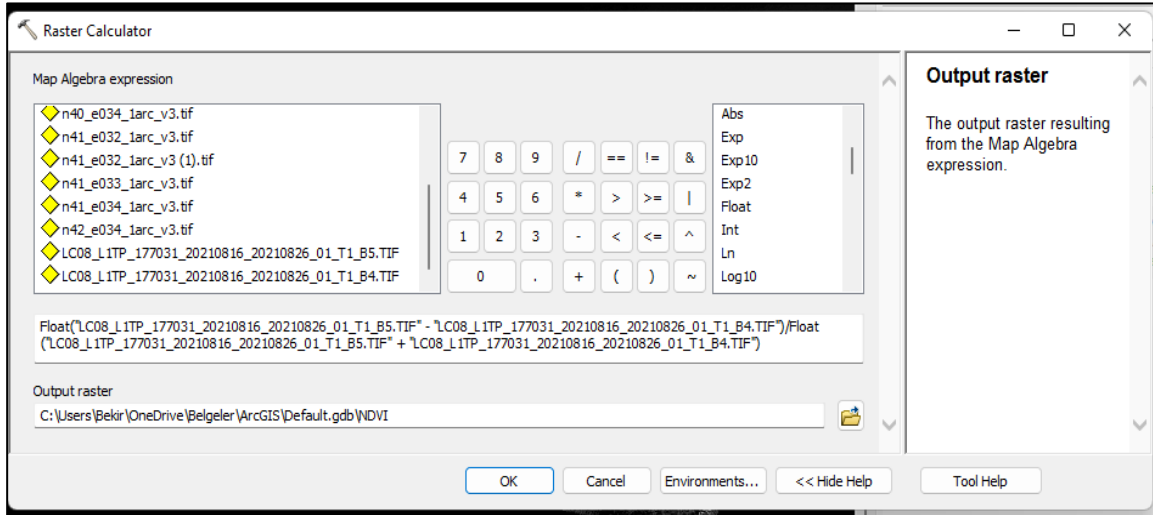 Raster Calculator
Map Algebra expression
n40_e034_1arc_v3.tif
n41_e032_1arc_v3.tif
n41_e032_1arc_v3 (1).tif
n41_e033_1arc_v3.tif
n41_e034_1arc_v3.tif
n42_e034_1arc_v3.tif
LC08_L1TP_177031_20210816_20210826_01_T1_B5.TIF
LC08_L1TP_177031_20210816_20210826_01_T1_B4.TIF
7 8 9 / == != &
4 5 6 * > >= |
1 2 3 - < <= ^
0 . + ( ) ~
Abs
Exp
Exp10
Exp2
Float
Int
Ln
Log10
Float("LC08_L1TP_177031_20210816_20210826_01_T1_B5.TIF" - "LC08_L1TP_177031_20210816_20210826_01_T1_B4.TIF")/Float
("LC08_L1TP_177031_20210816_20210826_01_T1_B5.TIF" + "LC08_L1TP_177031_20210816_20210826_01_T1_B4.TIF")
Output raster
C:\Users\Bekir\OneDrive\Belgeler\ArcGIS\Default.gdb\NDVI
Output raster
The output raster resulting
from the Map Algebra
expression.
OK Cancel Environments... << Hide Help Tool Help